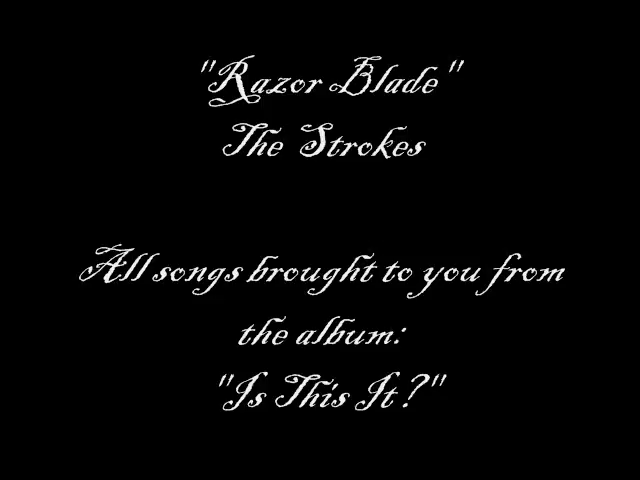 "Razor Blade"
The Strokes
All songs brought to you from
the album:
"Is This It?"